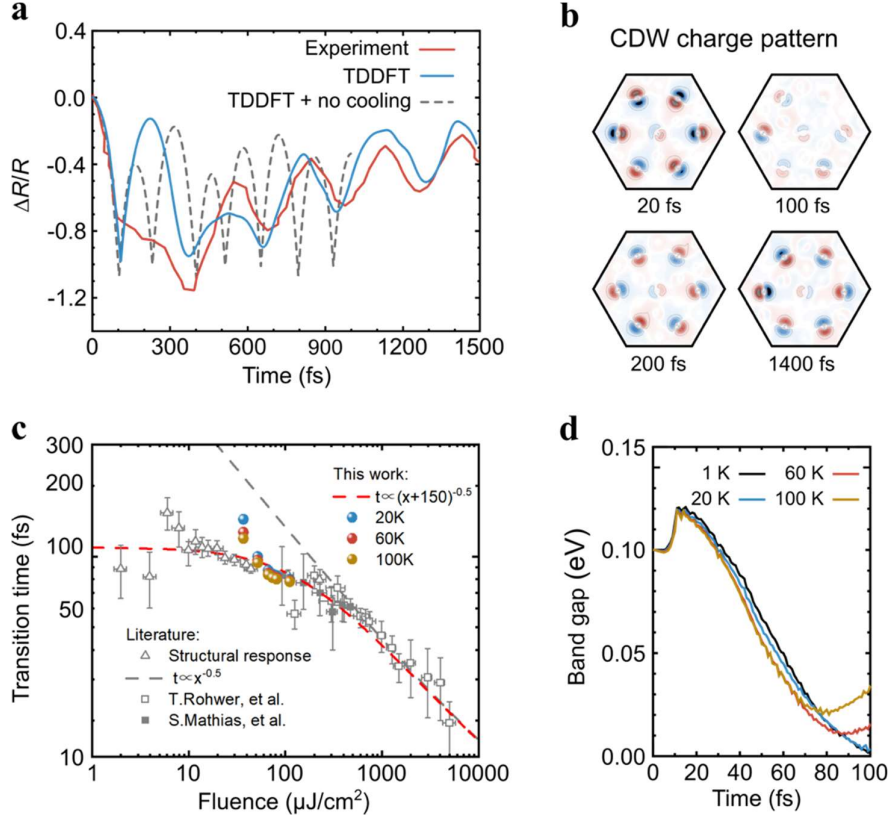 a
0.4
0.0
-0.4
-0.8
-1.2
ΔR/R
Experiment
TDDFT
TDDFT + no cooling
0 300 600 900 1200 1500
Time (fs)
b
CDW charge pattern
20 fs 100 fs
200 fs 1400 fs
c
300
200
100
50
10
Transition time (fs)
This work:
t∝(x+150)^-0.5
20K
60K
100K
Literature:
Structural response
t∝x^-0.5
T.Rohwer, et al.
S.Mathias, et al.
1 10 100 1000 10000
Fluence (μJ/cm²)
d
0.15
0.10
0.05
0.00
Band gap (eV)
1 K 60 K
20 K 100 K
0 20 40 60 80 100
Time (fs)